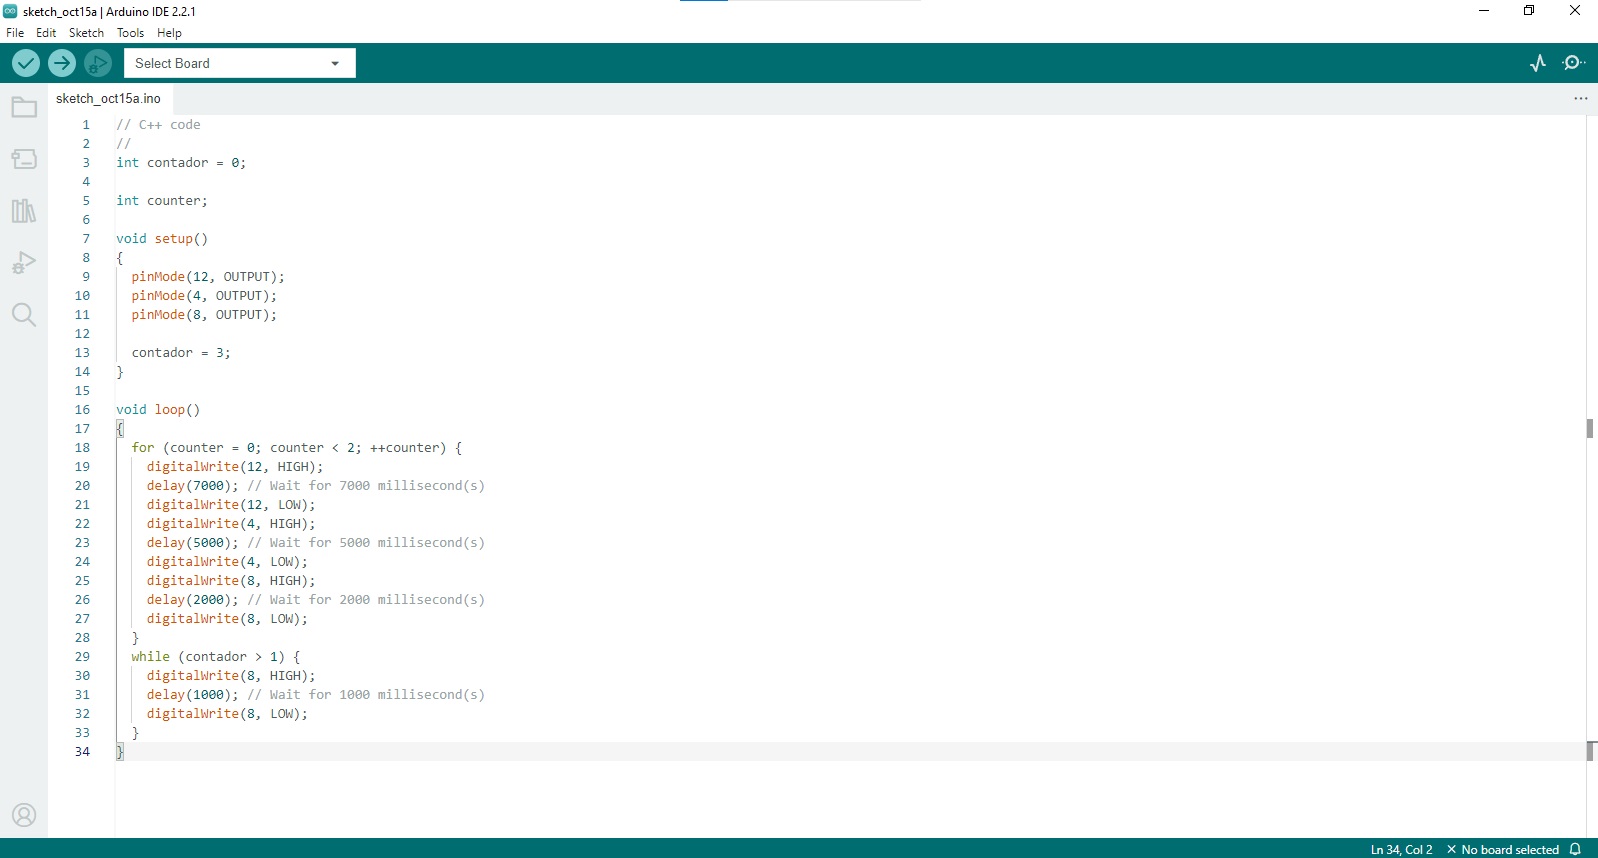 sketch_oct15a | Arduino IDE 2.2.1
File Edit Sketch Tools Help
Select Board
sketch_oct15a.ino
1 // C++ code
2 //
3 int contador = 0;
4
5 int counter;
6
7 void setup()
8 {
9 pinMode(12, OUTPUT);
10 pinMode(4, OUTPUT);
11 pinMode(8, OUTPUT);
12
13 contador = 3;
14 }
15
16 void loop()
17 {
18 for (counter = 0; counter < 2; ++counter) {
19 digitalWrite(12, HIGH);
20 delay(7000); // Wait for 7000 millisecond(s)
21 digitalWrite(12, LOW);
22 digitalWrite(4, HIGH);
23 delay(5000); // Wait for 5000 millisecond(s)
24 digitalWrite(4, LOW);
25 digitalWrite(8, HIGH);
26 delay(2000); // Wait for 2000 millisecond(s)
27 digitalWrite(8, LOW);
28 }
29 while (contador > 1) {
30 digitalWrite(8, HIGH);
31 delay(1000); // Wait for 1000 millisecond(s)
32 digitalWrite(8, LOW);
33 }
34 }
Ln 34, Col 2 × No board selected